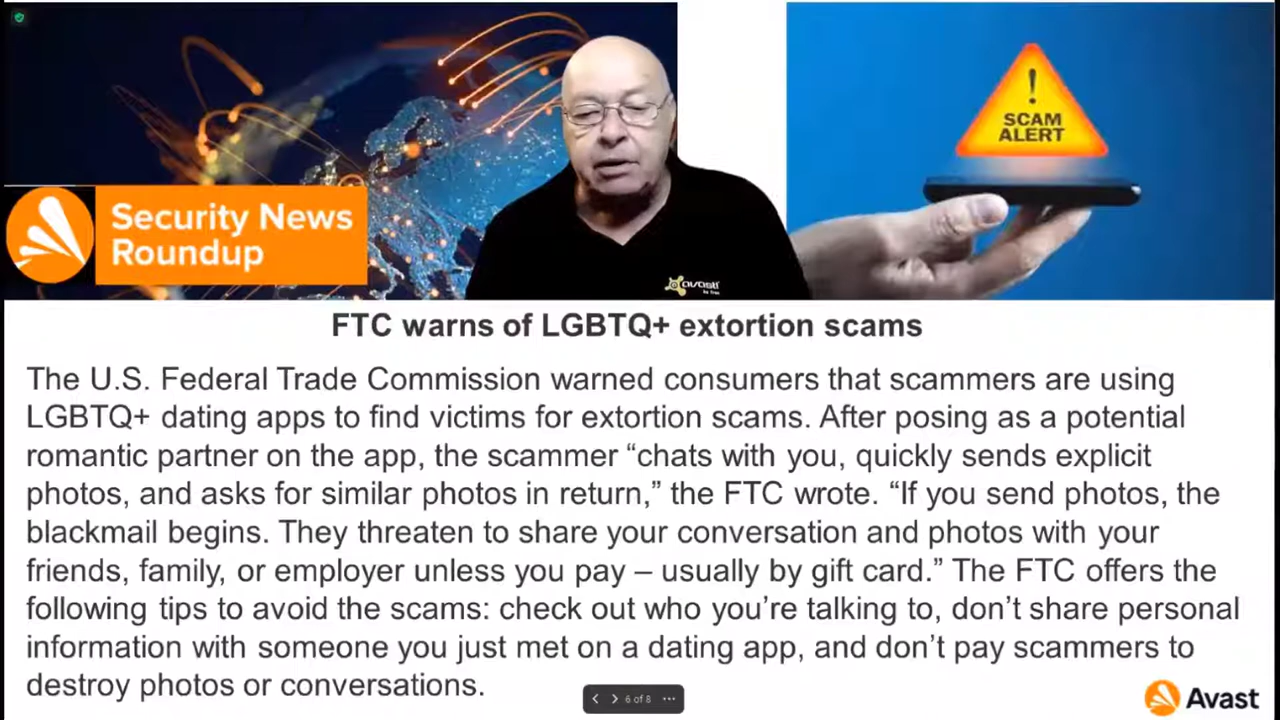 Security News
Roundup
SCAM
ALERT
avast!
FTC warns of LGBTQ+ extortion scams
The U.S. Federal Trade Commission warned consumers that scammers are using
LGBTQ+ dating apps to find victims for extortion scams. After posing as a potential
romantic partner on the app, the scammer “chats with you, quickly sends explicit
photos, and asks for similar photos in return,” the FTC wrote. “If you send photos, the
blackmail begins. They threaten to share your conversation and photos with your
friends, family, or employer unless you pay – usually by gift card.” The FTC offers the
following tips to avoid the scams: check out who you’re talking to, don’t share personal
information with someone you just met on a dating app, and don’t pay scammers to
destroy photos or conversations.
6 of 8
Avast